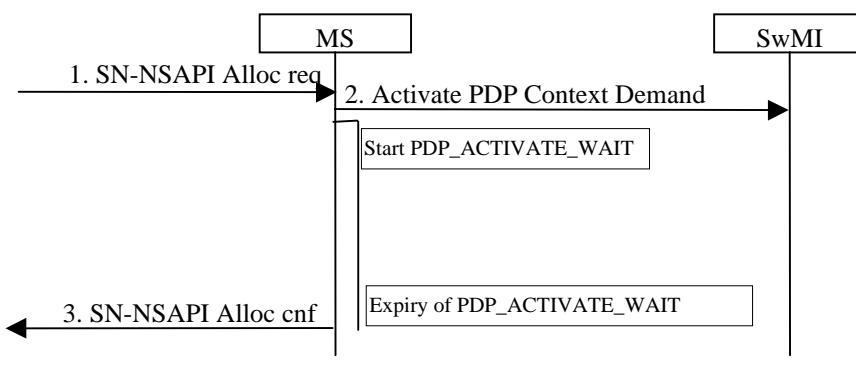 MS
SwMI
1. SN-NSAPI Alloc req
2. Activate PDP Context Demand
Start PDP_ACTIVATE_WAIT
Expiry of PDP_ACTIVATE_WAIT
3. SN-NSAPI Alloc cnf